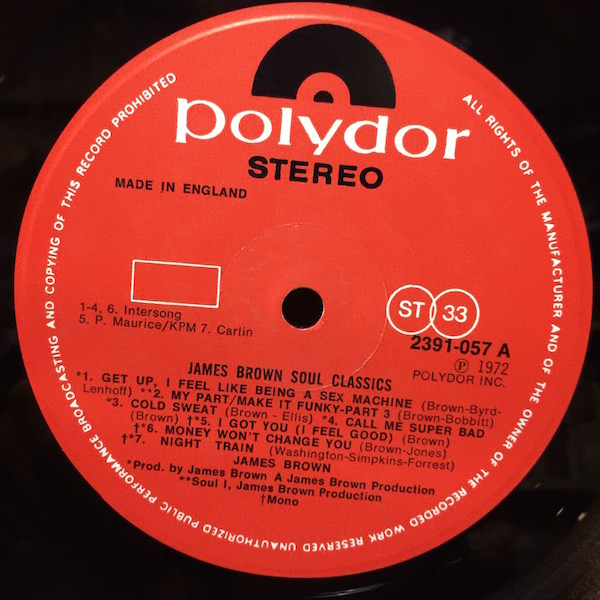 polydor
STEREO
MADE IN ENGLAND
1-4, 6. Intersong
5. P. Maurice/KPM 7. Carlin
ST 33
2391-057 A
Ⓟ 1972
POLYDOR INC.
JAMES BROWN SOUL CLASSICS
*1. GET UP, I FEEL LIKE BEING A SEX MACHINE (Brown-Byrd-
Lenhoff) **2. MY PART/MAKE IT FUNKY-PART 3 (Brown-Bobbitt)
*3. COLD SWEAT (Brown - Ellis) *4. CALL ME SUPER BAD
(Brown) †*5. I GOT YOU (I FEEL GOOD) (Brown)
†*6. MONEY WON'T CHANGE YOU (Brown-Jones)
†*7. NIGHT TRAIN (Washington-Simpkins-Forrest)
JAMES BROWN
*Prod. by James Brown A James Brown Production
**Soul I, James Brown Production
†Mono
ALL RIGHTS OF THE MANUFACTURER AND OF THE OWNER OF THE RECORDED WORK RESERVED UNAUTHORIZED PUBLIC PERFORMANCE BROADCASTING AND COPYING OF THIS RECORD PROHIBITED